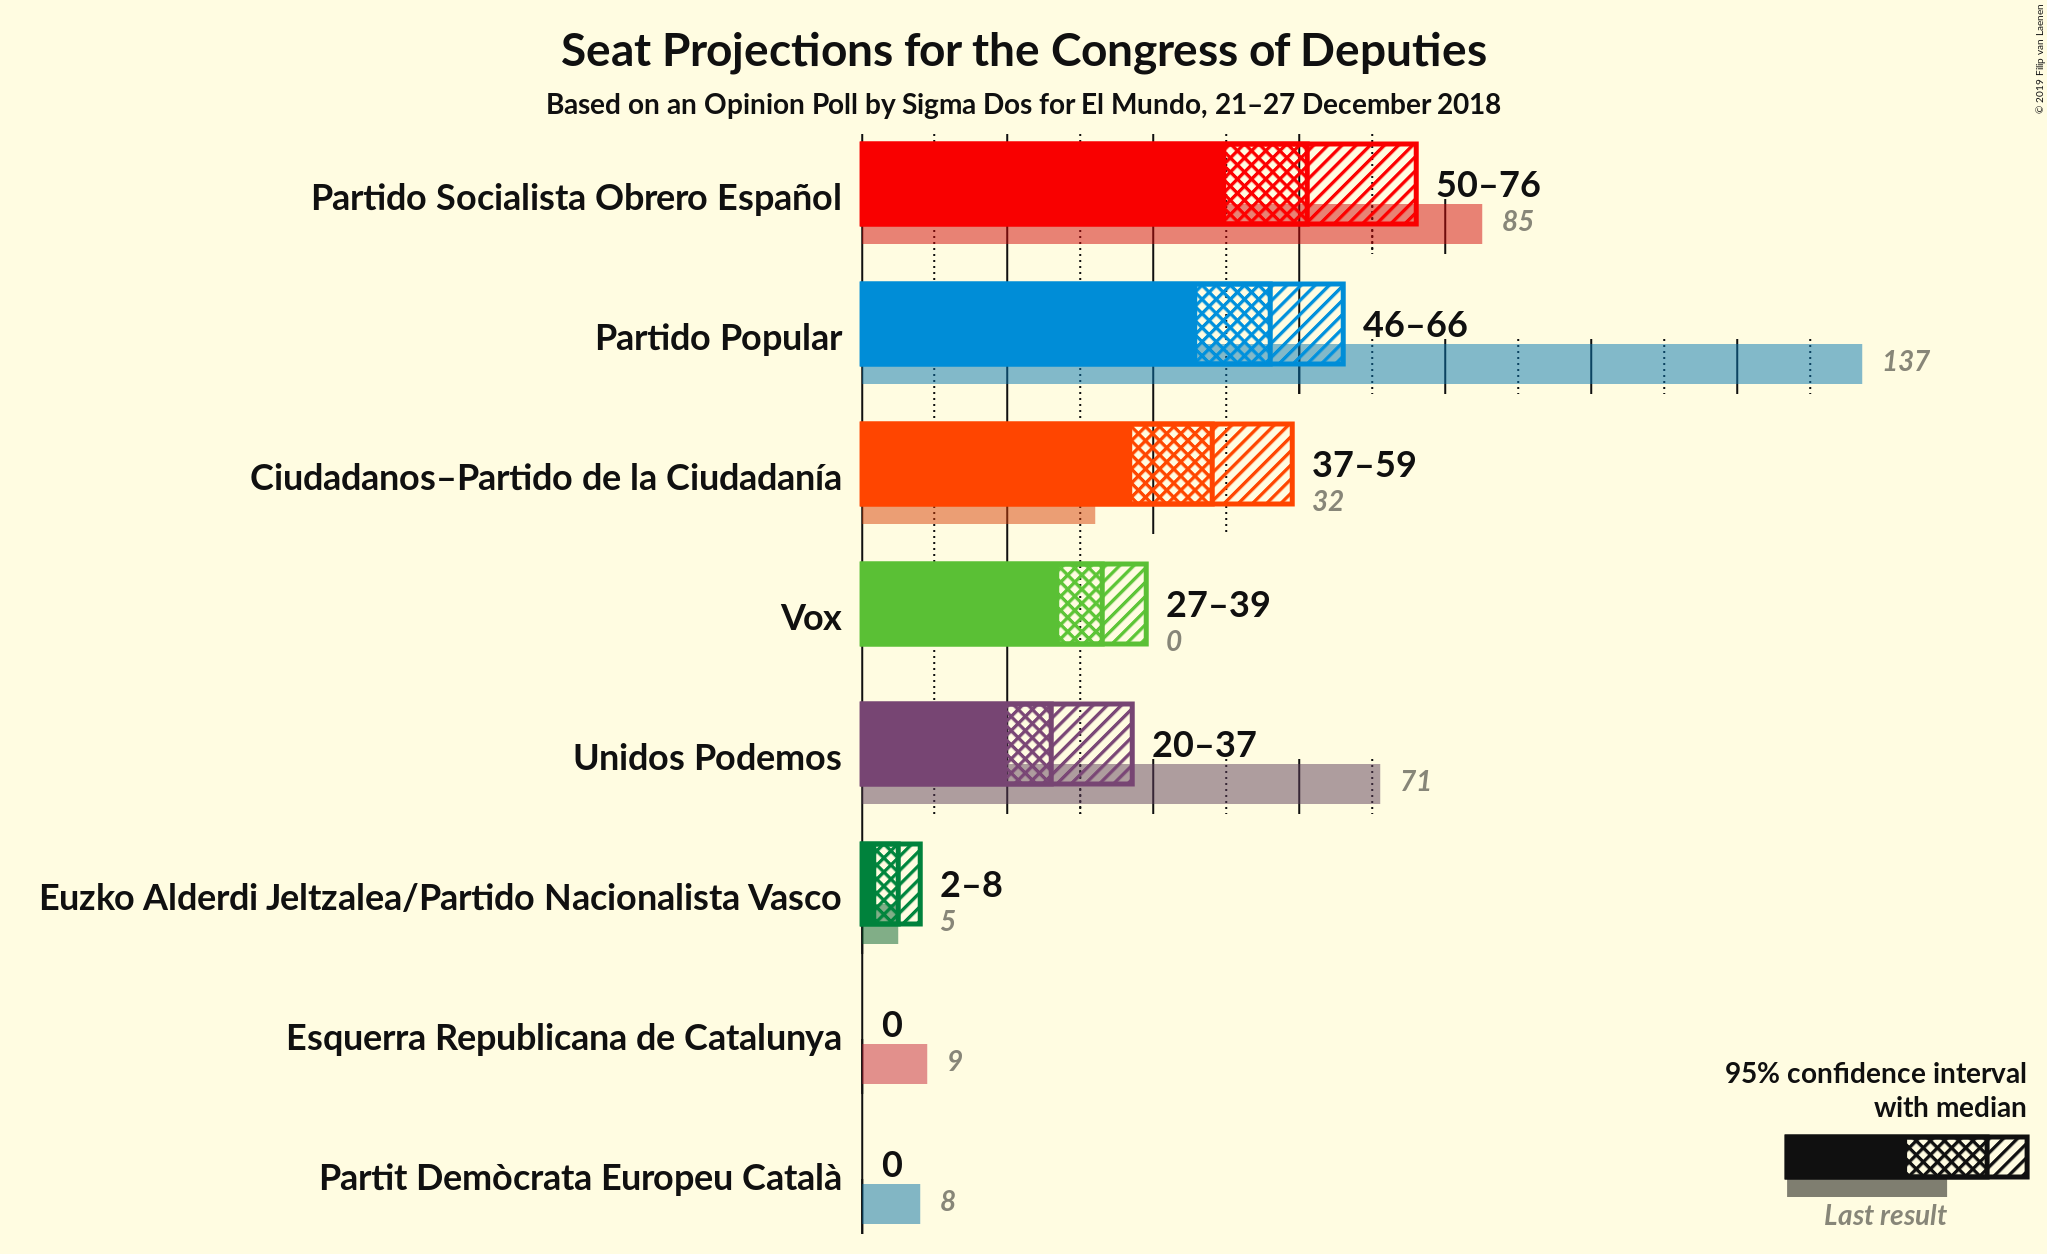 Seat Projections for the Congress of Deputies
Based on an Opinion Poll by Sigma Dos for El Mundo, 21–27 December 2018
© 2019 Filip van Laenen
Partido Socialista Obrero Español
50–76
85
Partido Popular
46–66
137
Ciudadanos–Partido de la Ciudadanía
37–59
32
Vox
27–39
0
Unidos Podemos
20–37
71
Euzko Alderdi Jeltzalea/Partido Nacionalista Vasco
2–8
5
Esquerra Republicana de Catalunya
0
9
Partit Demòcrata Europeu Català
0
8
95% confidence interval
with median
Last result